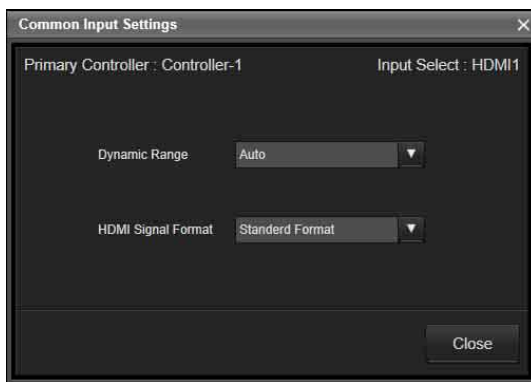 Common Input Settings
Primary Controller : Controller-1
Input Select : HDMI1
Dynamic Range
Auto
HDMI Signal Format
Standerd Format
Close